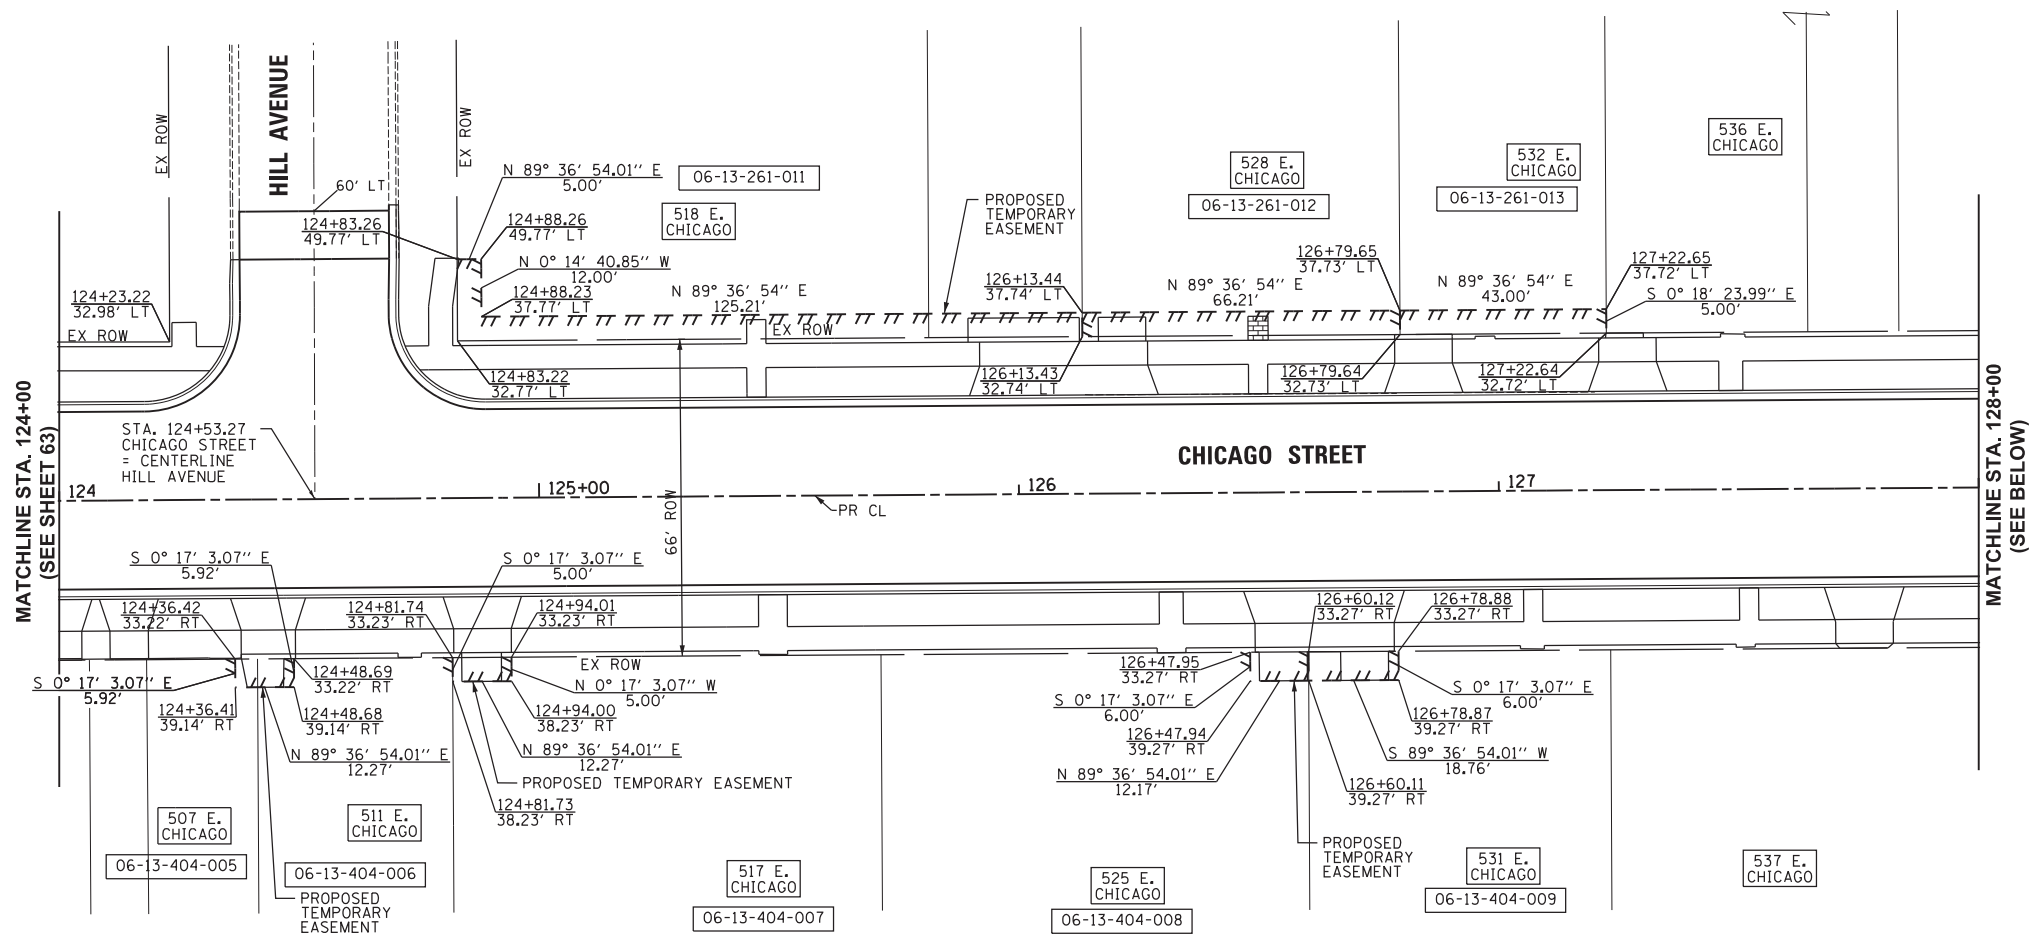 HILL AVENUE
EX ROW
EX ROW
60' LT
N 89° 36' 54.01'' E
5.00'
06-13-261-011
518 E.
CHICAGO
124+83.26
49.77' LT
124+88.26
49.77' LT
N 0° 14' 40.85'' W
12.00'
124+88.23
37.77' LT
N 89° 36' 54'' E
125.21'
124+23.22
32.98' LT
EX ROW
EX ROW
PROPOSED
TEMPORARY
EASEMENT
528 E.
CHICAGO
06-13-261-012
532 E.
CHICAGO
06-13-261-013
536 E.
CHICAGO
126+13.44
37.74' LT
N 89° 36' 54'' E
66.21'
126+79.65
37.73' LT
N 89° 36' 54'' E
43.00'
127+22.65
37.72' LT
S 0° 18' 23.99'' E
5.00'
124+83.22
32.77' LT
126+13.43
32.74' LT
126+79.64
32.73' LT
127+22.64
32.72' LT
MATCHLINE STA. 124+00
(SEE SHEET 63)
STA. 124+53.27
CHICAGO STREET
= CENTERLINE
HILL AVENUE
CHICAGO STREET
124
125+00
126
127
66' ROW
PR CL
MATCHLINE STA. 128+00
(SEE BELOW)
S 0° 17' 3.07'' E
5.92'
S 0° 17' 3.07'' E
5.00'
124+36.42
33.22' RT
124+81.74
33.23' RT
124+94.01
33.23' RT
126+60.12
33.27' RT
126+78.88
33.27' RT
EX ROW
S 0° 17' 3.07'' E
5.92'
124+48.69
33.22' RT
N 0° 17' 3.07'' W
5.00'
126+47.95
33.27' RT
S 0° 17' 3.07'' E
6.00'
S 0° 17' 3.07'' E
6.00'
124+36.41
39.14' RT
124+48.68
39.14' RT
124+94.00
38.23' RT
126+47.94
39.27' RT
126+78.87
39.27' RT
N 89° 36' 54.01'' E
12.27'
N 89° 36' 54.01'' E
12.27'
S 89° 36' 54.01'' W
18.76'
N 89° 36' 54.01'' E
12.17'
126+60.11
39.27' RT
PROPOSED TEMPORARY EASEMENT
124+81.73
38.23' RT
507 E.
CHICAGO
06-13-404-005
511 E.
CHICAGO
06-13-404-006
PROPOSED
TEMPORARY
EASEMENT
517 E.
CHICAGO
06-13-404-007
525 E.
CHICAGO
06-13-404-008
PROPOSED
TEMPORARY
EASEMENT
531 E.
CHICAGO
06-13-404-009
537 E.
CHICAGO